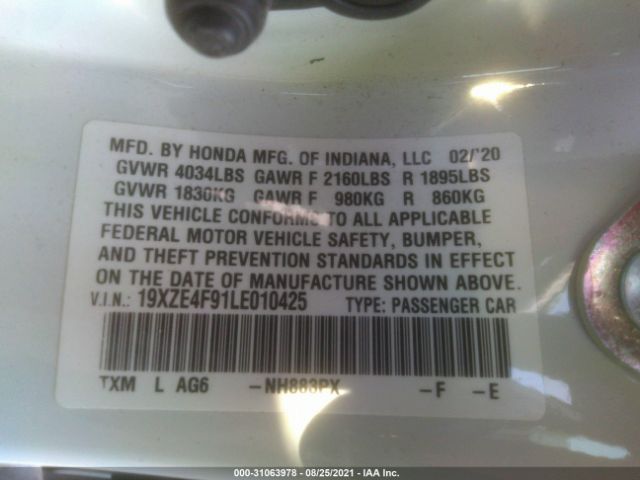 MFD. BY HONDA MFG. OF INDIANA, LLC 02/20
GVWR 4034LBS GAWR F 2160LBS R 1895LBS
GVWR 1830KG GAWR F 980KG R 860KG
THIS VEHICLE CONFORMS TO ALL APPLICABLE
FEDERAL MOTOR VEHICLE SAFETY, BUMPER,
AND THEFT PREVENTION STANDARDS IN EFFECT
ON THE DATE OF MANUFACTURE SHOWN ABOVE.
V.I.N.: 19XZE4F91LE010425 TYPE: PASSENGER CAR
TXM L AG6 -NH883PX -F -E
000-31063978 - 08/25/2021 - IAA Inc.